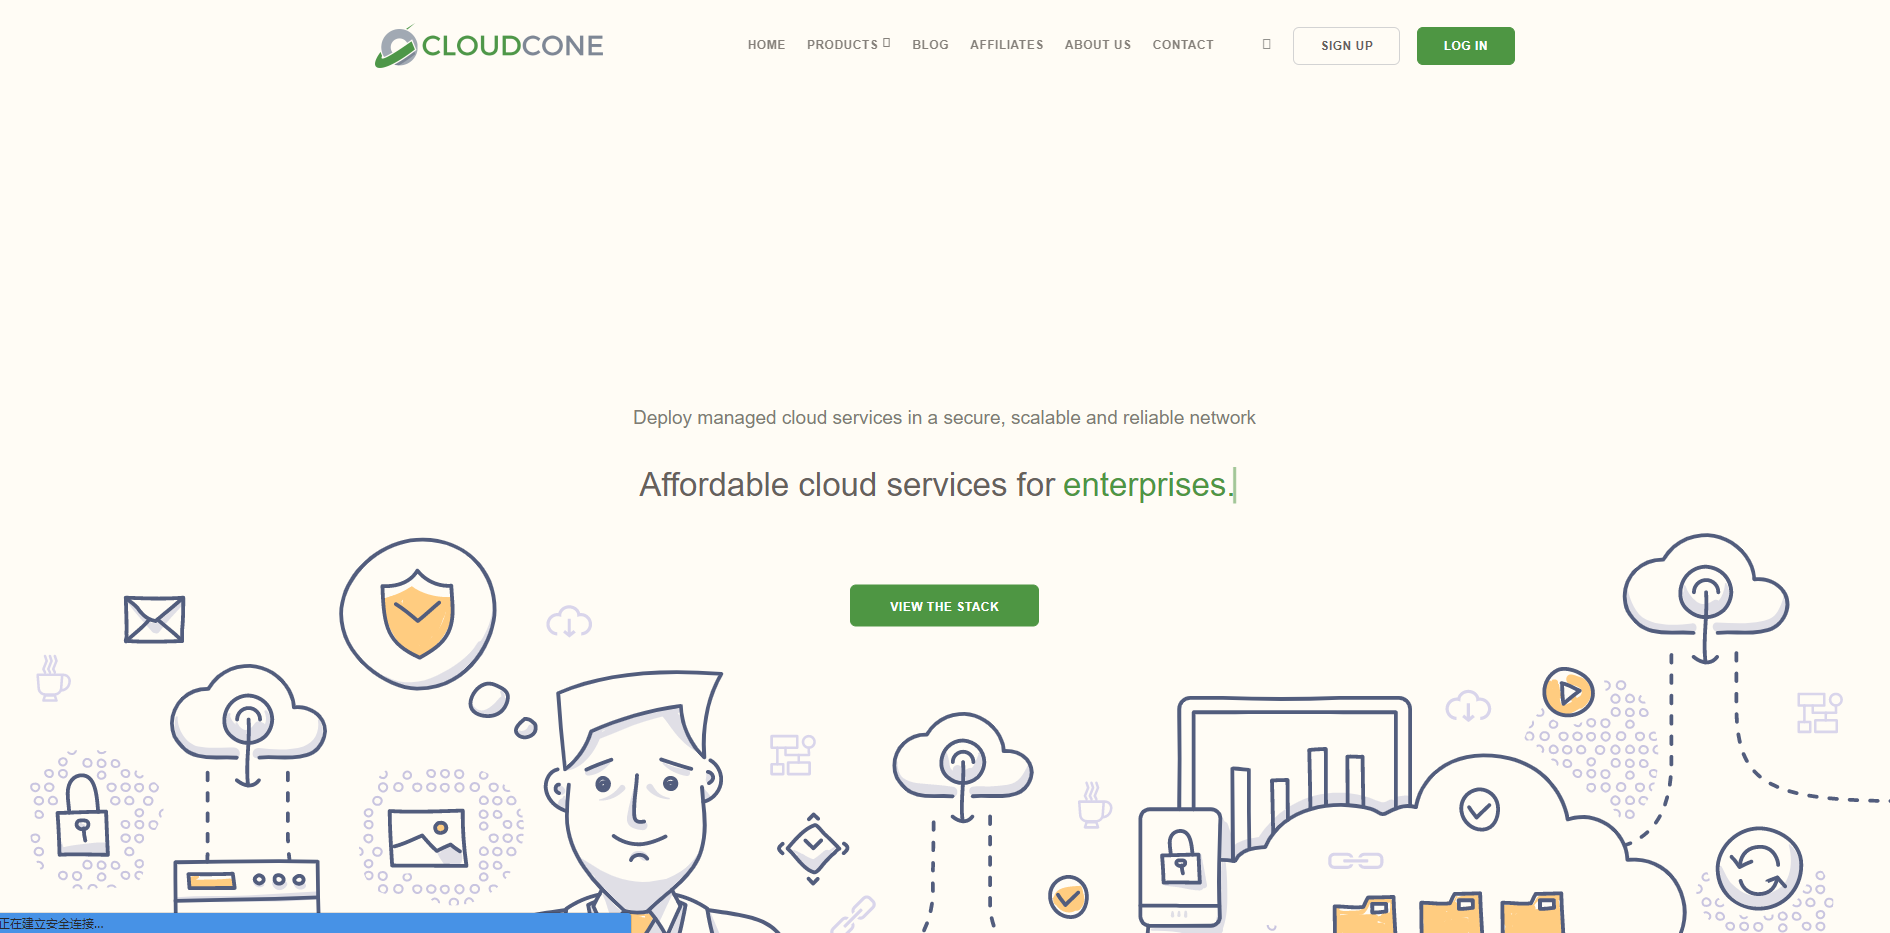 CLOUDCONE
HOME PRODUCTS BLOG AFFILIATES ABOUT US CONTACT SIGN UP LOG IN
Deploy managed cloud services in a secure, scalable and reliable network
Affordable cloud services for enterprises.
VIEW THE STACK
正在建立安全连接...